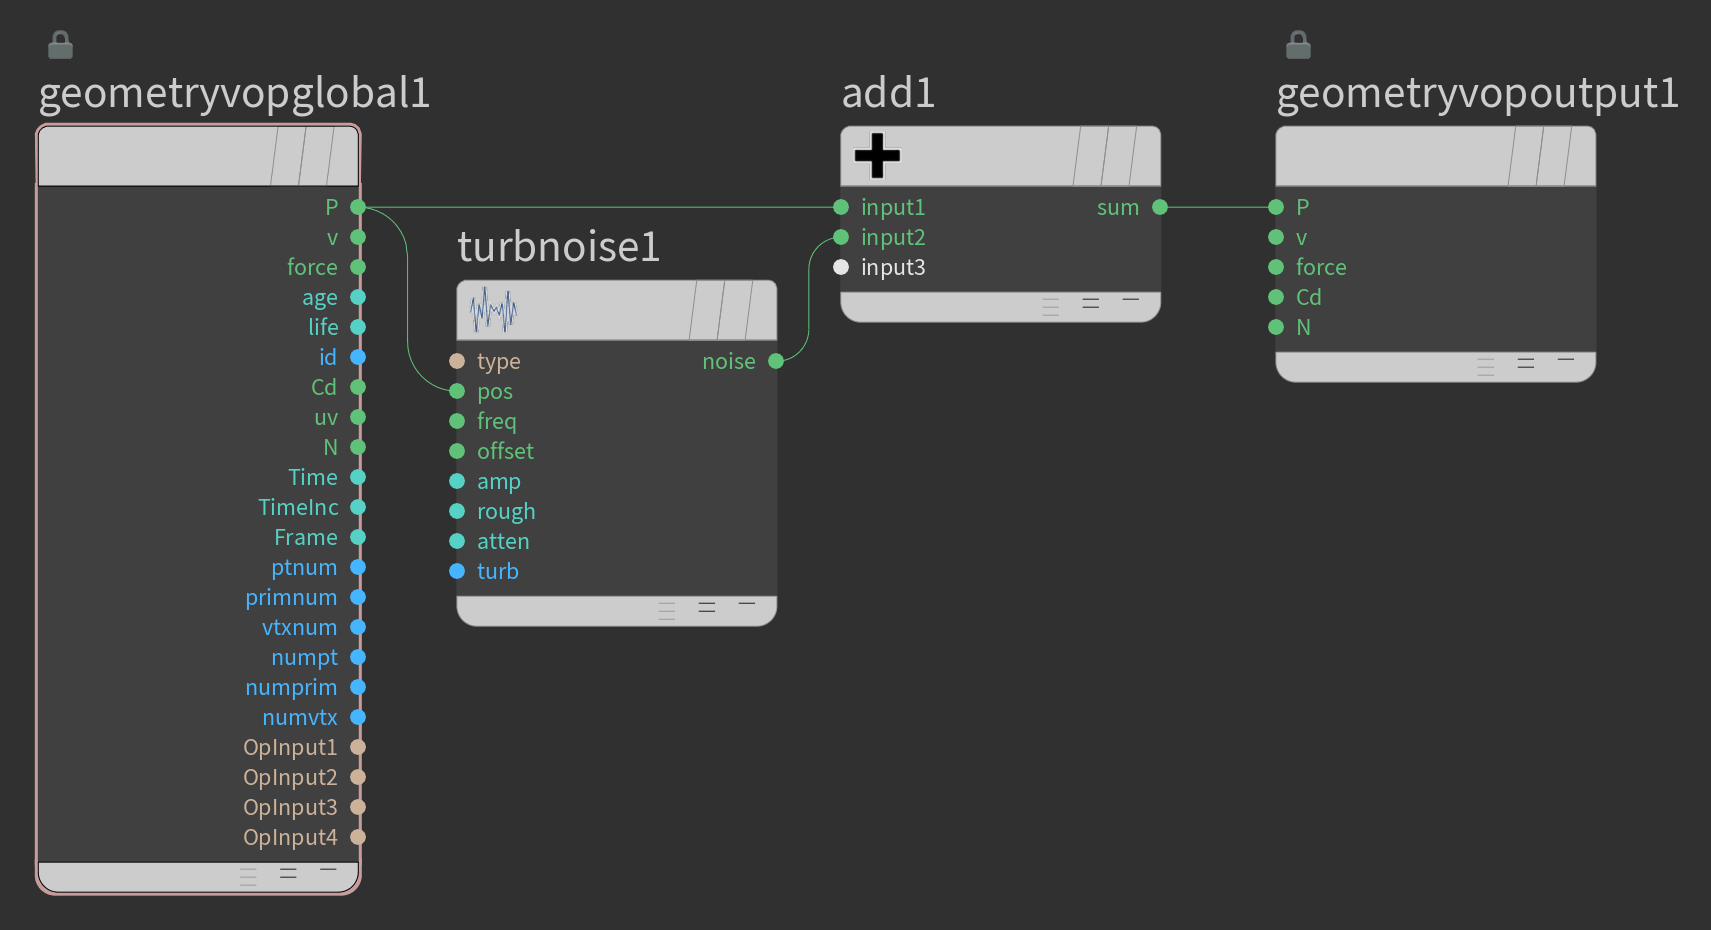 geometryvopglobal1
P
v
force
age
life
id
Cd
uv
N
Time
TimeInc
Frame
ptnum
primnum
vtxnum
numpt
numprim
numvtx
OpInput1
OpInput2
OpInput3
OpInput4
turbnoise1
type
noise
pos
freq
offset
amp
rough
atten
turb
add1
input1
sum
input2
input3
geometryvopoutput1
P
v
force
Cd
N